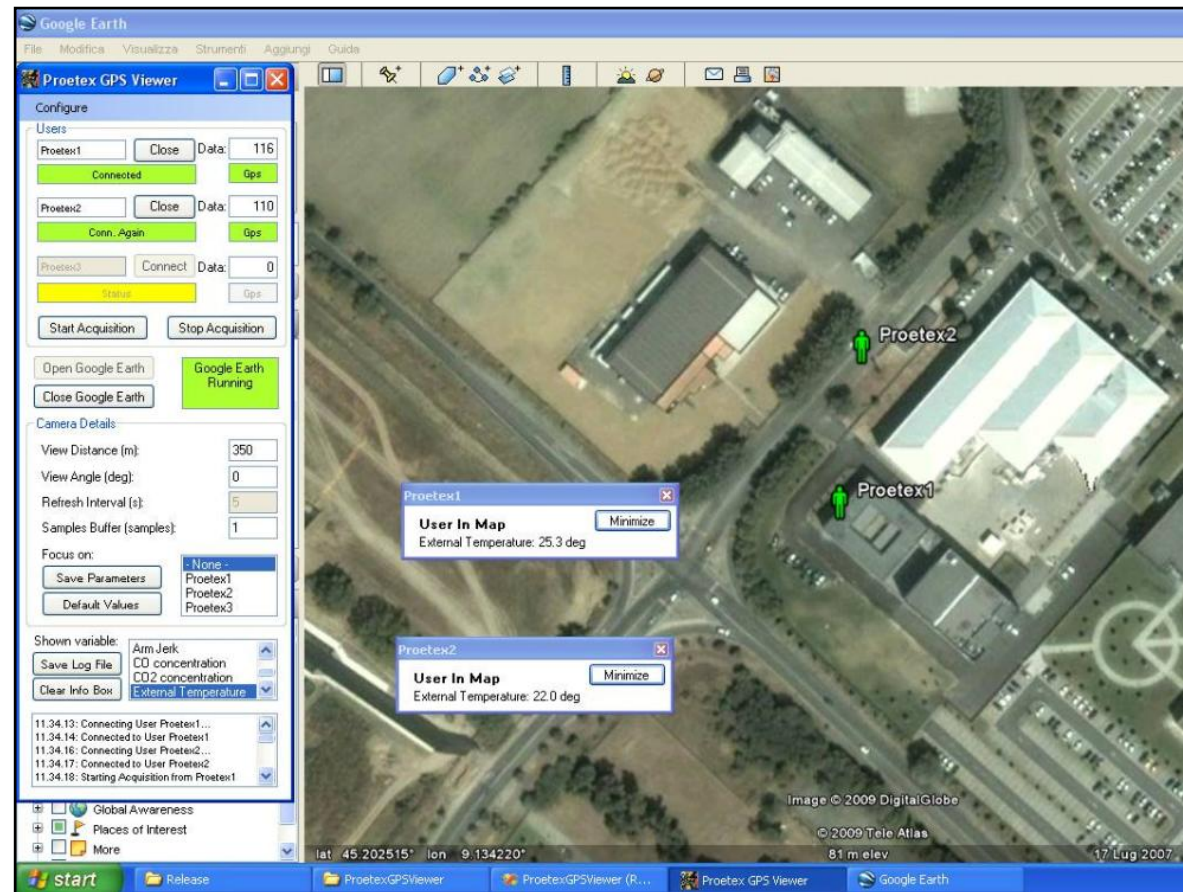 Google Earth
File Modifica Visualizza Strumenti Aggiungi Guida
Proetex GPS Viewer
Configure
Users
Proetex1 Close Data: 116
Connected Gps
Proetex2 Close Data: 110
Conn. Again Gps
Proetex3 Connect Data: 0
Status Gps
Start Acquisition Stop Acquisition
Open Google Earth Google Earth Running
Close Google Earth
Camera Details
View Distance (m): 350
View Angle (deg): 0
Refresh Interval (s): 5
Samples Buffer (samples): 1
Focus on:
- None -
Save Parameters Proetex1
Proetex2
Default Values Proetex3
Shown variable:
Arm Jerk
Save Log File CO concentration
CO2 concentration
Clear Info Box External Temperature
11.34.13: Connecting User Proetex1...
11.34.14: Connected to User Proetex1
11.34.16: Connecting User Proetex2...
11.34.17: Connected to User Proetex2
11.34.18: Starting Acquisition from Proetex1
Global Awareness
Places of Interest
More
Proetex2
Proetex1
Proetex1
User In Map Minimize
External Temperature: 25.3 deg
Proetex2
User In Map Minimize
External Temperature: 22.0 deg
Image © 2009 DigitalGlobe
© 2009 Tele Atlas
lat 45.202515° lon 9.134220° 81 m elev 17 Lug 2007
start Release ProetexGPSViewer ProetexGPSViewer (R... Proetex GPS Viewer Google Earth